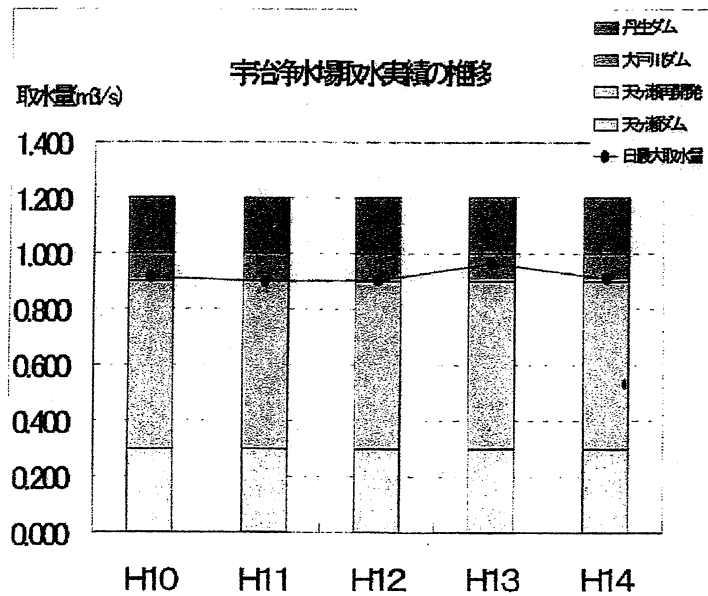 宇治浄水場取水実績の推移
取水量(m3/s)
丹生ダム
大戸川ダム
天ヶ瀬再開発
天ヶ瀬ダム
日最大取水量
1.400
1.200
1.000
0.800
0.600
0.400
0.200
0.000
H10 H11 H12 H13 H14